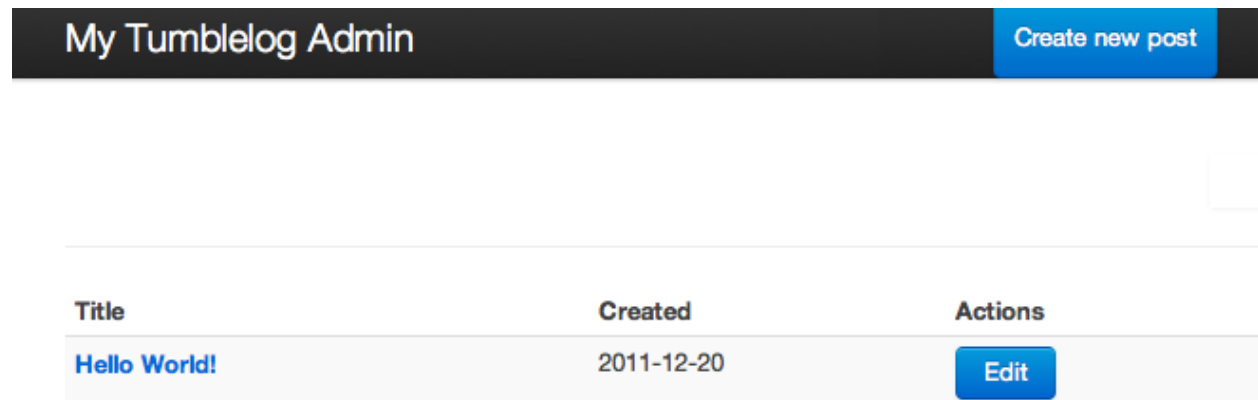 My Tumblelog Admin Create new post
Title Created Actions
Hello World! 2011-12-20 Edit